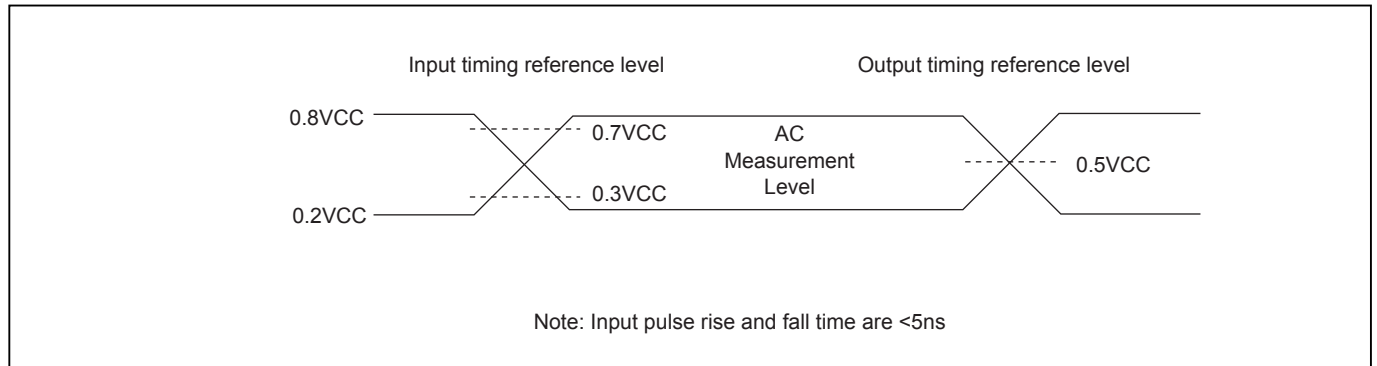 Input timing reference level
Output timing reference level
0.8VCC
0.7VCC
AC
Measurement
Level
0.5VCC
0.3VCC
0.2VCC
Note: Input pulse rise and fall time are <5ns